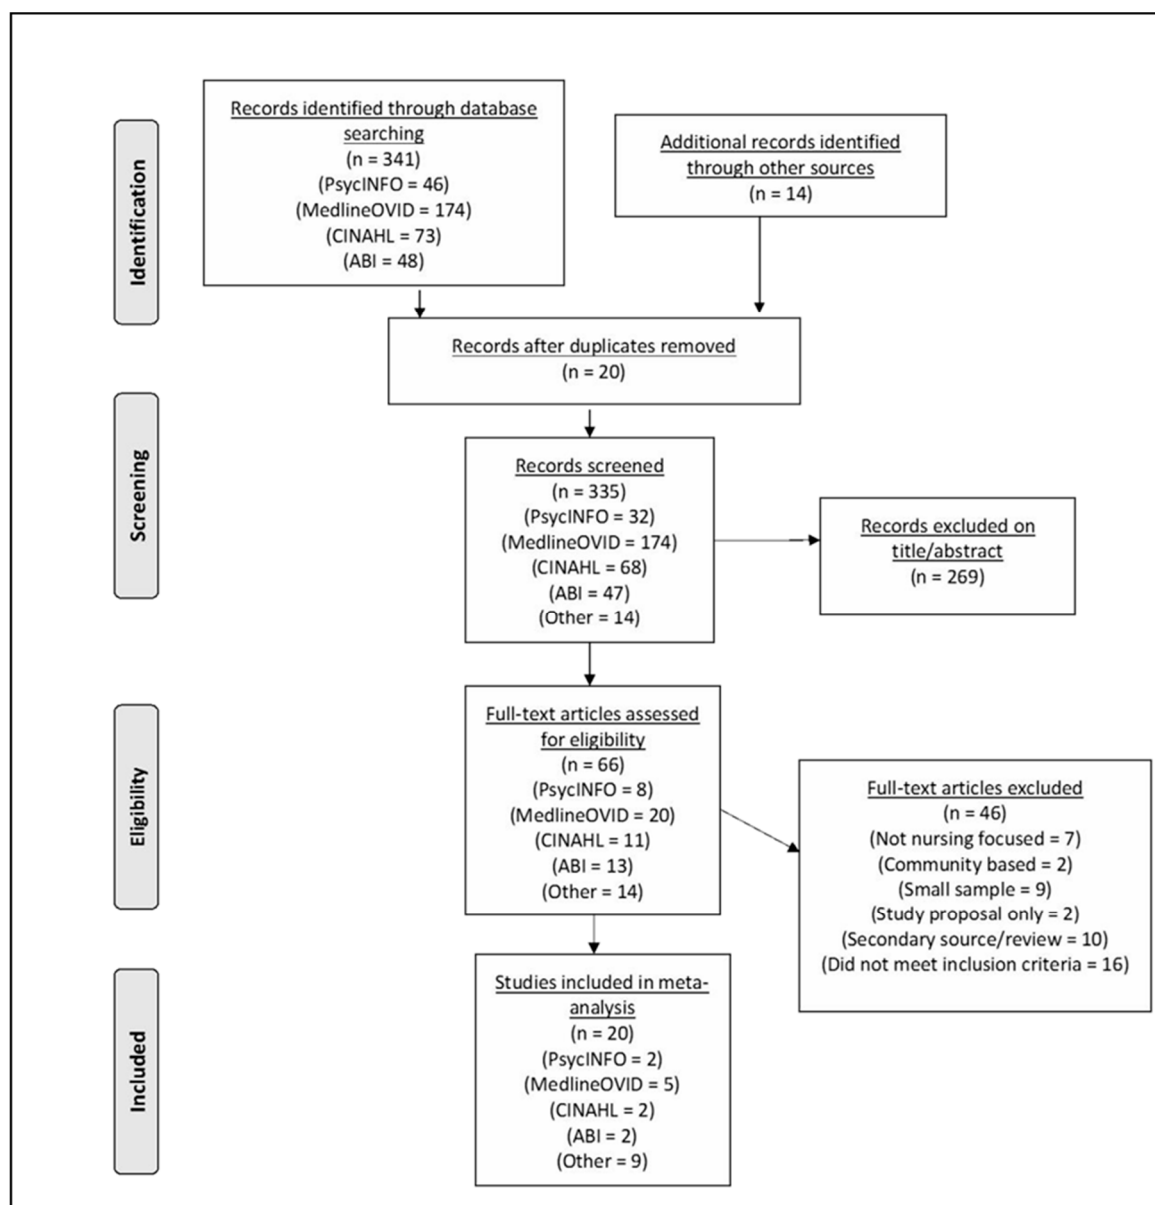 Identification
Records identified through database
searching
(n = 341)
(PsycINFO = 46)
(MedlineOVID = 174)
(CINAHL = 73)
(ABI = 48)
Additional records identified
through other sources
(n = 14)
Records after duplicates removed
(n = 20)
Screening
Records screened
(n = 335)
(PsycINFO = 32)
(MedlineOVID = 174)
(CINAHL = 68)
(ABI = 47)
(Other = 14)
Records excluded on
title/abstract
(n = 269)
Eligibility
Full-text articles assessed
for eligibility
(n = 66)
(PsycINFO = 8)
(MedlineOVID = 20)
(CINAHL = 11)
(ABI = 13)
(Other = 14)
Full-text articles excluded
(n = 46)
(Not nursing focused = 7)
(Community based = 2)
(Small sample = 9)
(Study proposal only = 2)
(Secondary source/review = 10)
(Did not meet inclusion criteria = 16)
Included
Studies included in meta-
analysis
(n = 20)
(PsycINFO = 2)
(MedlineOVID = 5)
(CINAHL = 2)
(ABI = 2)
(Other = 9)